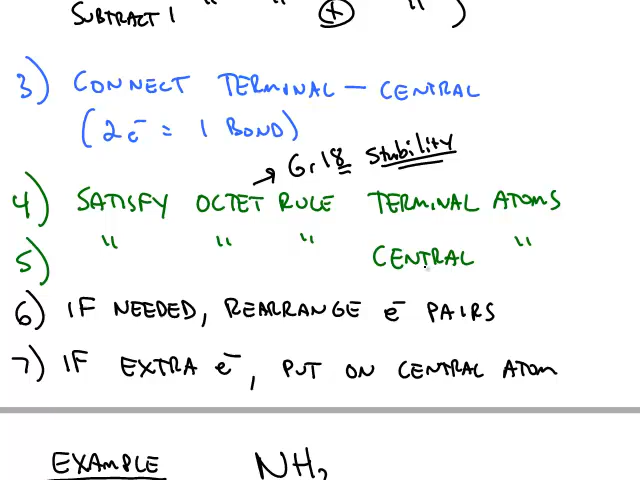 SUBTRACT 1 " " + " )
3) CONNECT TERMINAL - CENTRAL
(2e⁻ = 1 BOND)
→ Gr 18 Stability
4) SATISFY OCTET RULE TERMINAL ATOMS
5) " " " CENTRAL "
6) IF NEEDED, REARRANGE e⁻ PAIRS
7) IF EXTRA e⁻, PUT ON CENTRAL ATOM
EXAMPLE NH